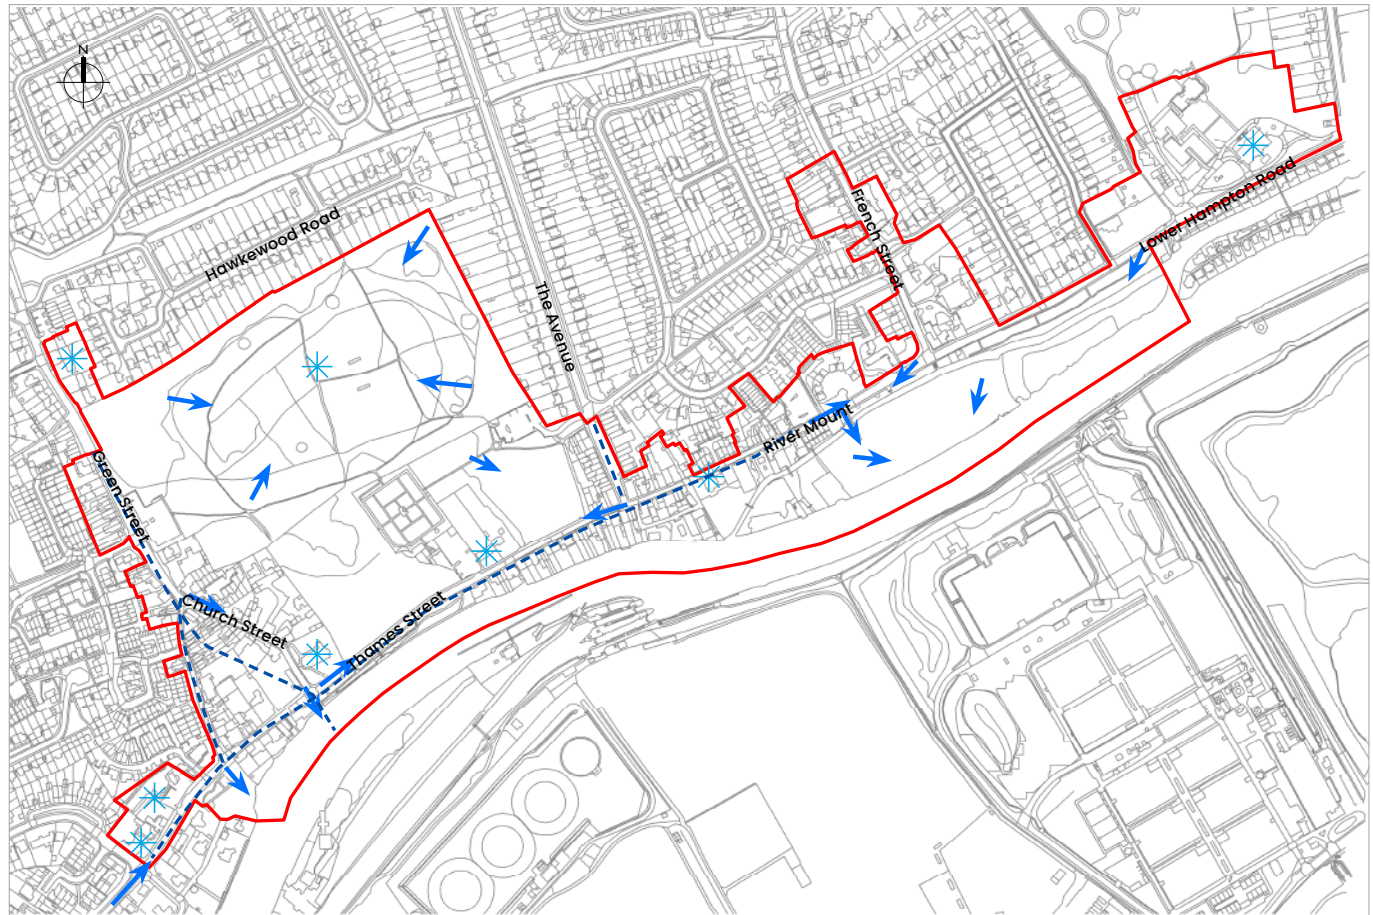 N
Hawkewood Road
The Avenue
French Street
Lower Hampton Road
River Mount
Green Street
Church Street
Thames Street